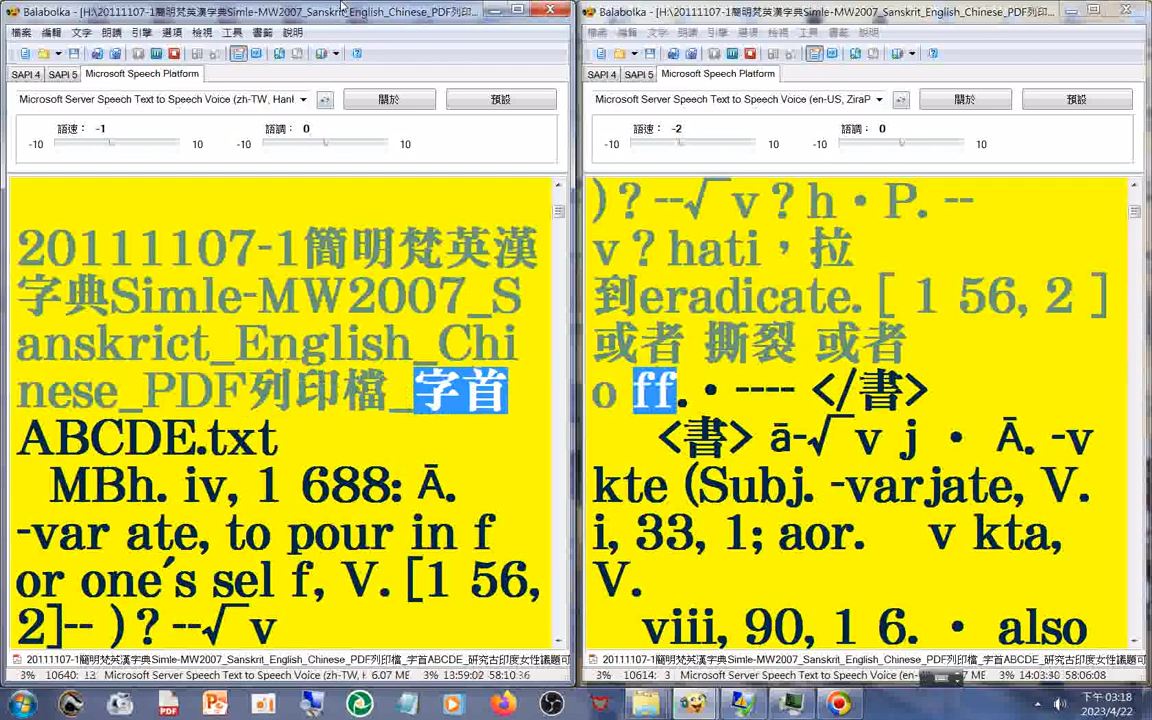 Balabolka - [H:\20111107-1簡明梵英漢字典Simle-MW2007_Sanskrit_English_Chinese_PDF列印...
檔案 編輯 文字 朗讀 引擎 選項 檢視 工具 書籤 說明
SAPI 4 SAPI 5 Microsoft Speech Platform
Microsoft Server Speech Text to Speech Voice (zh-TW, Hanl
關於 預設
語速： -1 語調： 0
-10 10 -10 10
20111107-1簡明梵英漢
字典Simle-MW2007_S
anskrict_English_Chi
nese_PDF列印檔_字首
ABCDE.txt
MBh. iv, 1 688: Ā.
-var ate, to pour in f
or one´s sel f, V. [1 56,
2]-- )？--√ v
20111107-1簡明梵英漢字典Simle-MW2007_Sanskrit_English_Chinese_PDF列印檔_字首ABCDE_研究古印度女性議題可
3% 10640: 13 Microsoft Server Speech Text to Speech Voice (zh-TW, H 6.07 ME 3% 13:59:02 58:10:36
Balabolka - [H:\20111107-1簡明梵英漢字典Simle-MW2007_Sanskrit_English_Chinese_PDF列印...
檔案 編輯 文字 朗讀 引擎 選項 檢視 工具 書籤 說明
SAPI 4 SAPI 5 Microsoft Speech Platform
Microsoft Server Speech Text to Speech Voice (en-US, ZiraP
關於 預設
語速： -2 語調： 0
-10 10 -10 10
)？--√ v？h・P. --
v？hati，拉
到eradicate.[ 1 56, 2 ]
或者 撕裂 或者
o ff.・---- </書>
<書> ā-√ v j ・ Ā. -v
kte (Subj. -varjate, V.
i, 33, 1; aor. v kta,
V.
viii, 90, 1 6. ・ also
20111107-1簡明梵英漢字典Simle-MW2007_Sanskrit_English_Chinese_PDF列印檔_字首ABCDE_研究古印度女性議題可
3% 10614: 3 Microsoft Server Speech Text to Speech Voice ME 3% 14:03:30 58:06:08
下午 03:18
2023/4/22